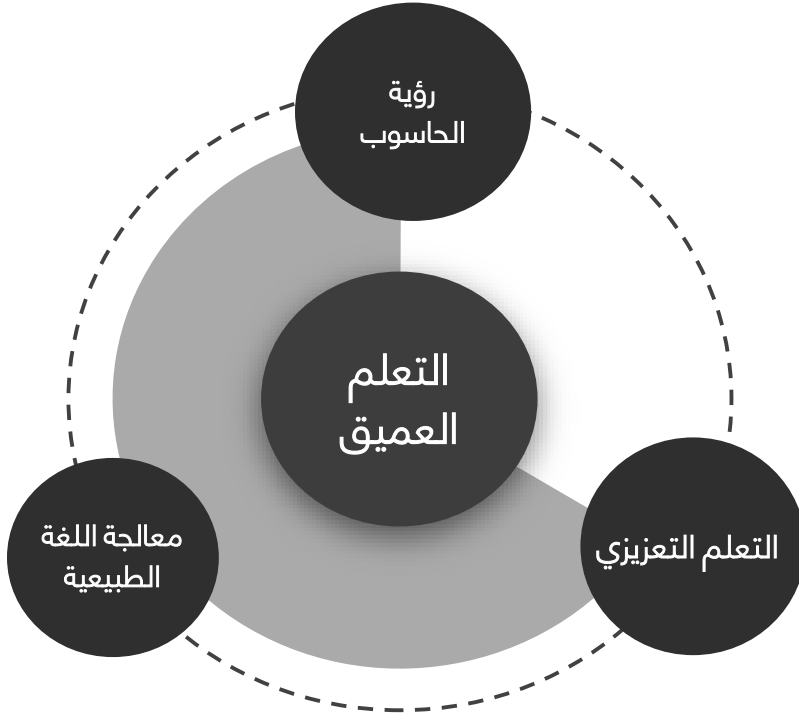 رؤية
الحاسوب
التعلم
العميق
التعلم التعزيزي
معالجة اللغة
الطبيعية